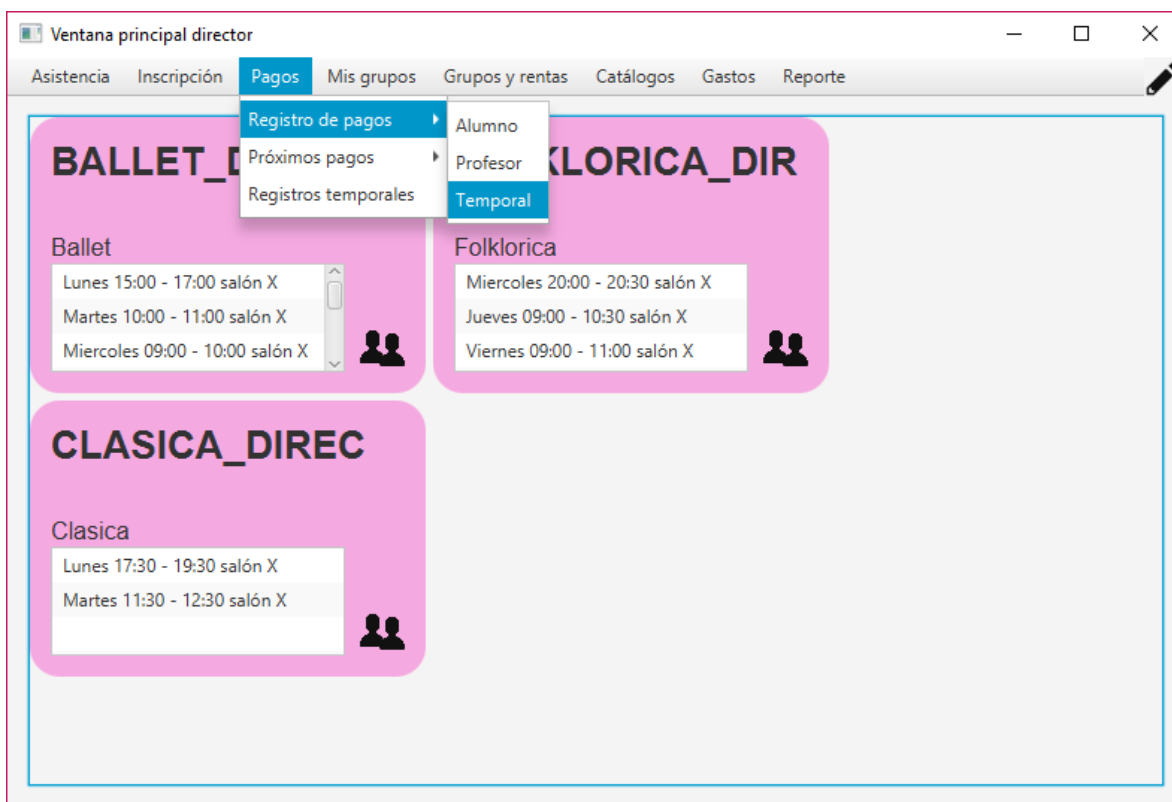 Ventana principal director
Asistencia Inscripción Pagos Mis grupos Grupos y rentas Catálogos Gastos Reporte
Registro de pagos
Próximos pagos
Registros temporales
Alumno
Profesor
Temporal
BALLET_D
Ballet
Lunes 15:00 - 17:00 salón X
Martes 10:00 - 11:00 salón X
Miercoles 09:00 - 10:00 salón X
KLORICA_DIR
Folklorica
Miercoles 20:00 - 20:30 salón X
Jueves 09:00 - 10:30 salón X
Viernes 09:00 - 11:00 salón X
CLASICA_DIREC
Clasica
Lunes 17:30 - 19:30 salón X
Martes 11:30 - 12:30 salón X